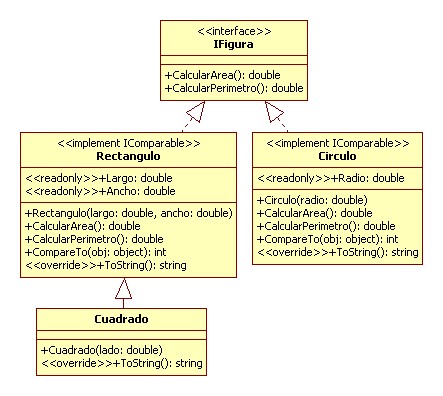 <<interface>>
IFigura
+CalcularArea(): double
+CalcularPerimetro(): double
<<implement IComparable>>
Rectangulo
<<readonly>>+Largo: double
<<readonly>>+Ancho: double
+Rectangulo(largo: double, ancho: double)
+CalcularArea(): double
+CalcularPerimetro(): double
+CompareTo(obj: object): int
<<override>>+ToString(): string
<<implement IComparable>>
Circulo
<<readonly>>+Radio: double
+Circulo(radio: double)
+CalcularArea(): double
+CalcularPerimetro(): double
+CompareTo(obj: object): int
<<override>>+ToString(): string
Cuadrado
+Cuadrado(lado: double)
<<override>>+ToString(): string